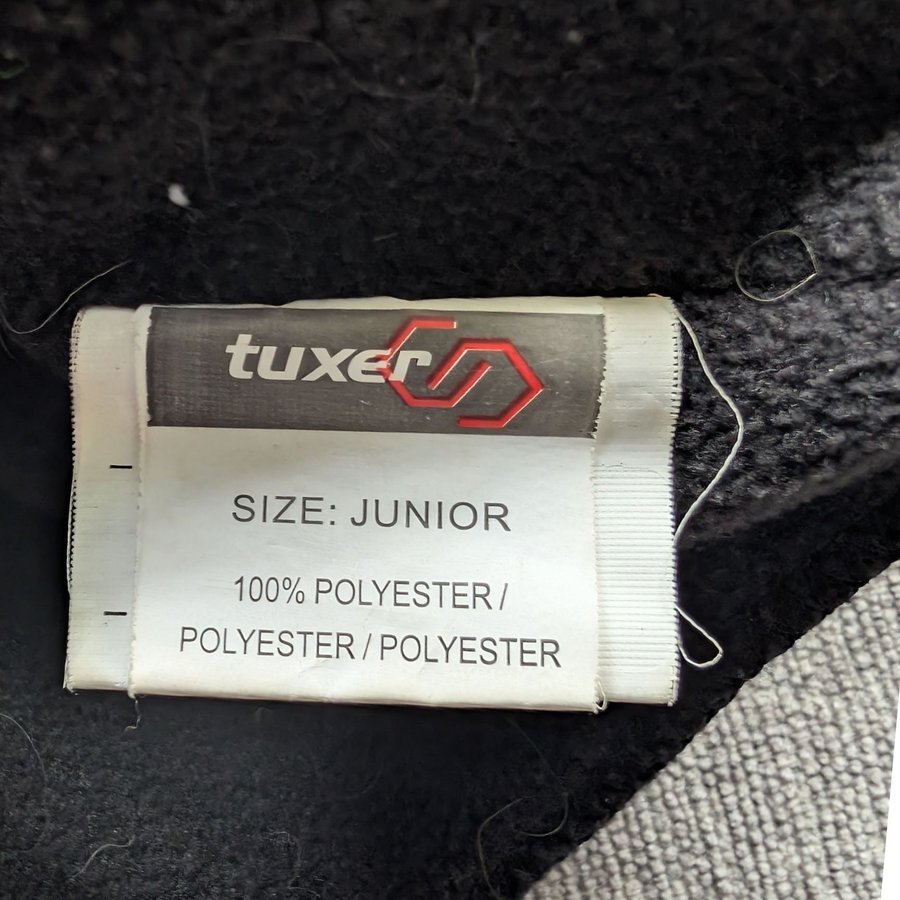 tuxer
SIZE: JUNIOR
100% POLYESTER /
POLYESTER / POLYESTER